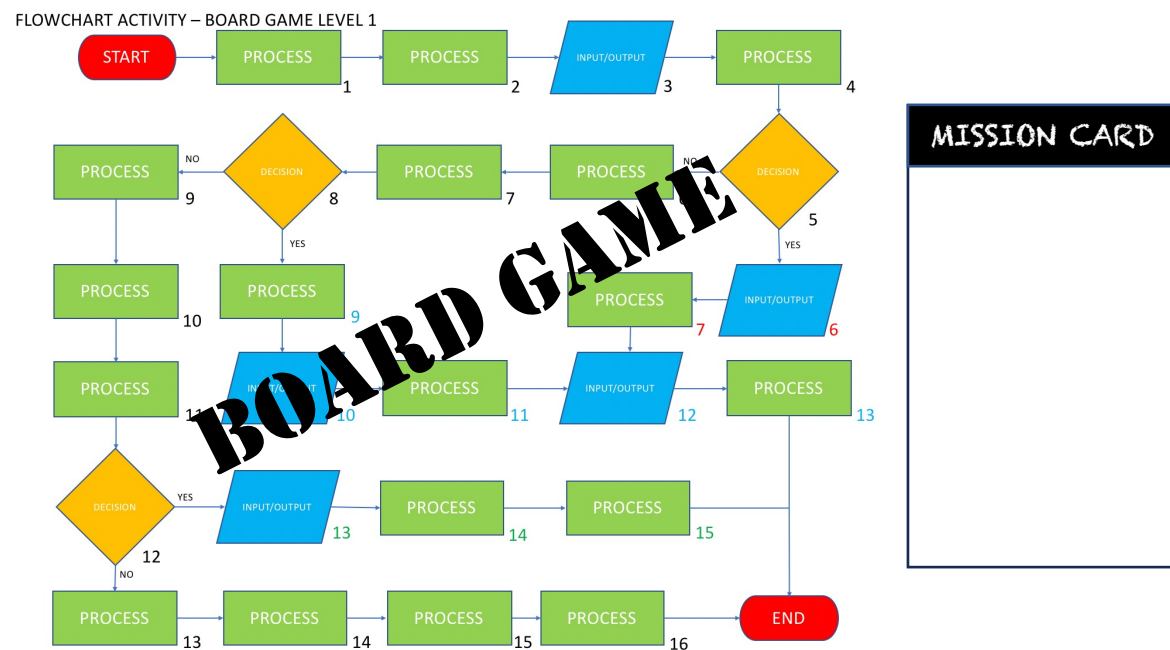 FLOWCHART ACTIVITY – BOARD GAME LEVEL 1
START
PROCESS
1
PROCESS
2
INPUT/OUTPUT
3
PROCESS
4
MISSION CARD
PROCESS
9
NO
DECISION
8
PROCESS
7
PROCESS
NO
DECISION
5
YES
YES
PROCESS
10
PROCESS
9
PROCESS
7
INPUT/OUTPUT
6
BOARD GAME
PROCESS
11
INPUT/OUTPUT
10
PROCESS
11
INPUT/OUTPUT
12
PROCESS
13
DECISION
12
YES
INPUT/OUTPUT
13
PROCESS
14
PROCESS
15
NO
PROCESS
13
PROCESS
14
PROCESS
15
PROCESS
16
END